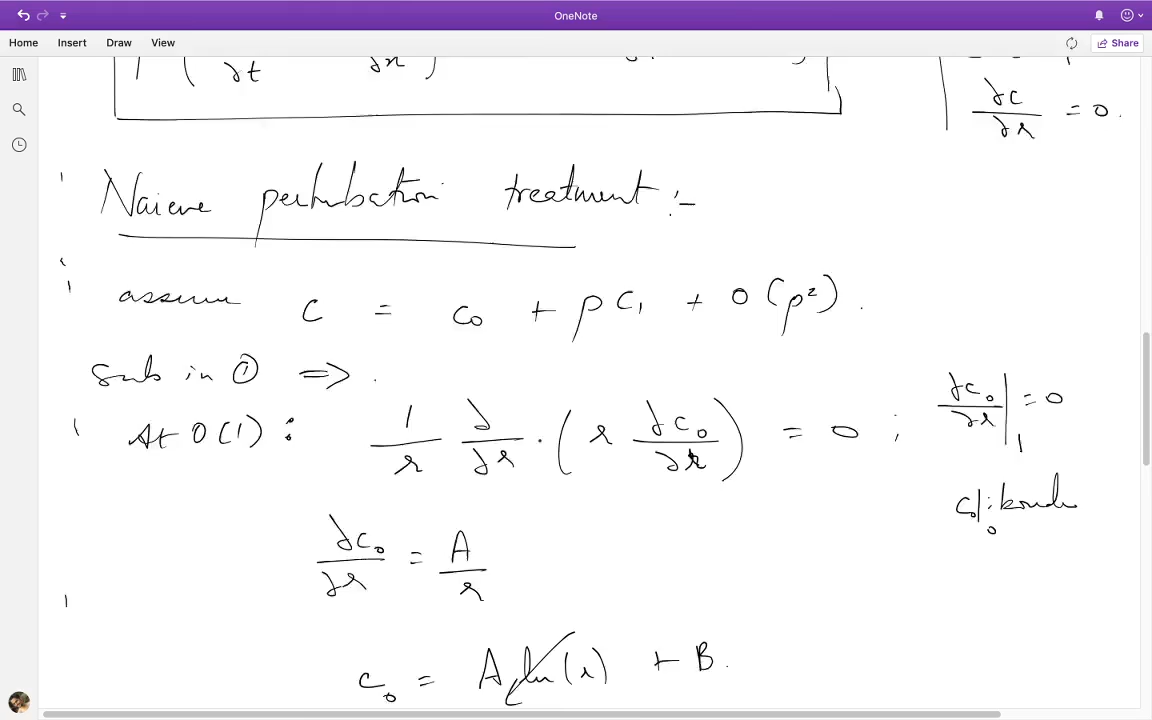 OneNote
Home Insert Draw View Share
∂t ∂x
∂c/∂r = 0.
Naieve perturbation treatment :-
assume c = c₀ + p c₁ + O(p²).
Sub in ① ⇒ .
At O(1) : 1/r ∂/∂r · ( r ∂c₀/∂r ) = 0 ; ∂c₀/∂r |₁ = 0
c₀|₀ : bounded
∂c₀/∂r = A/r
c₀ = A ln(r) + B.